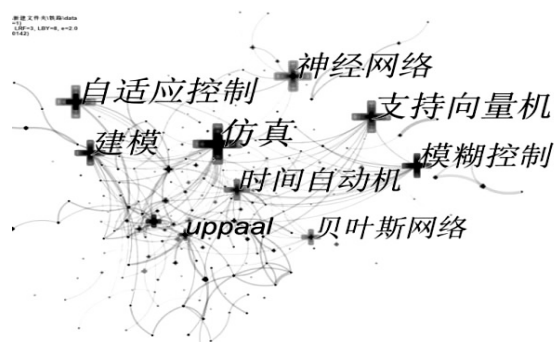 神经网络
自适应控制
支持向量机
建模
仿真
模糊控制
时间自动机
uppaal
贝叶斯网络